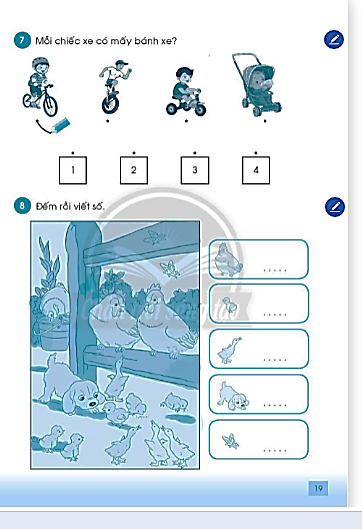 7 Mỗi chiếc xe có mấy bánh xe?
1 2 3 4
8 Đếm rồi viết số.
.....
.....
.....
.....
.....
19